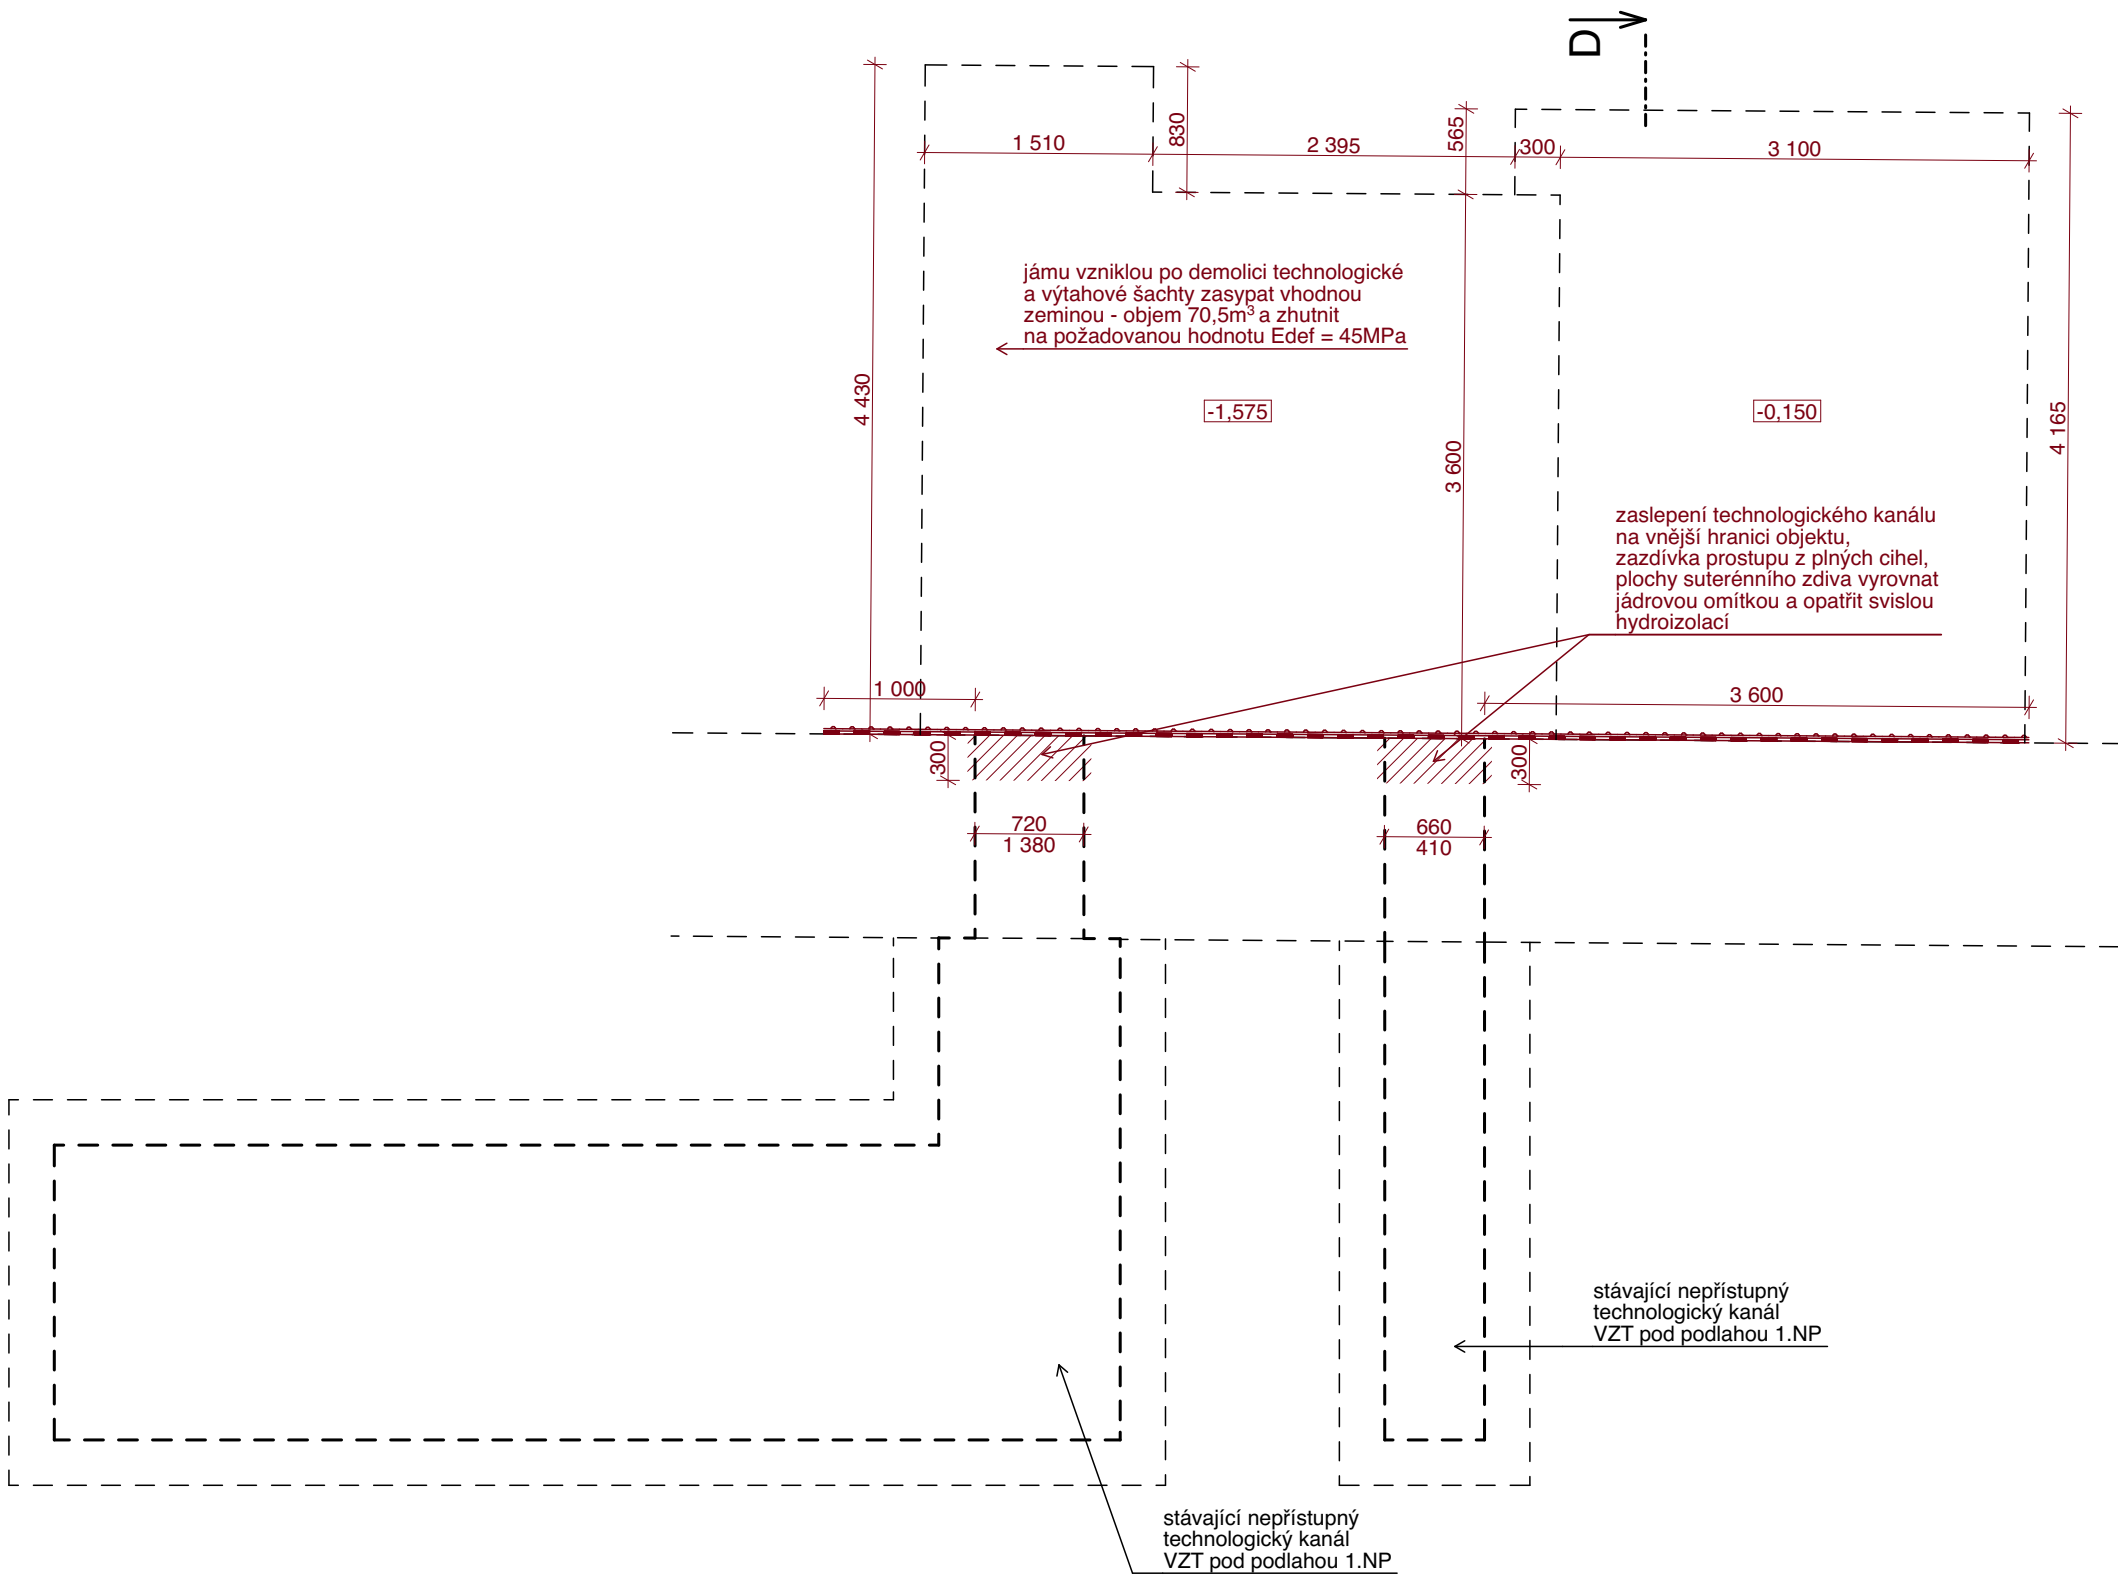 D
830
565
1 510
2 395
300
3 100
jámu vzniklou po demolici technologické
a výtahové šachty zasypat vhodnou
zeminou - objem 70,5m³ a zhutnit
na požadovanou hodnotu Edef = 45MPa
4 430
-1,575
-0,150
4 165
3 600
zaslepení technologického kanálu
na vnější hranici objektu,
zazdívka prostupu z plných cihel,
plochy suterénního zdiva vyrovnat
jádrovou omítkou a opatřit svislou
hydroizolací
1 000
3 600
300
300
720
1 380
660
410
stávající nepřístupný
technologický kanál
VZT pod podlahou 1.NP
stávající nepřístupný
technologický kanál
VZT pod podlahou 1.NP